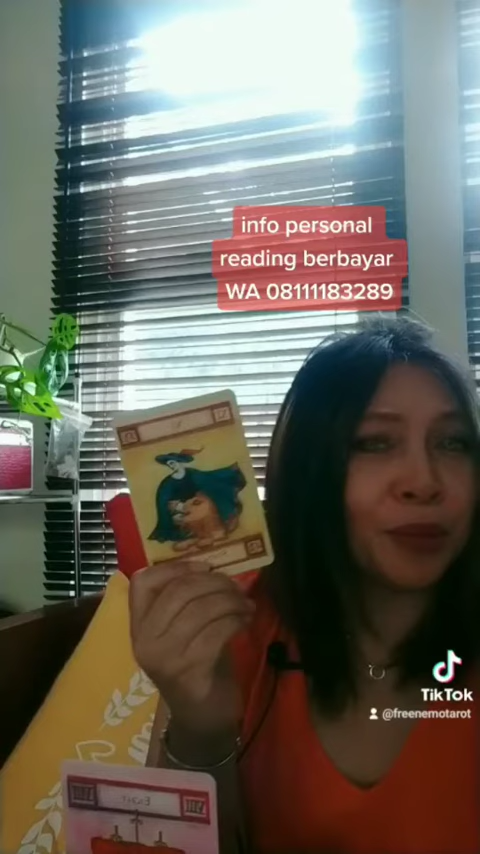 info personal
reading berbayar
WA 08111183289
TikTok
@freenemotarot